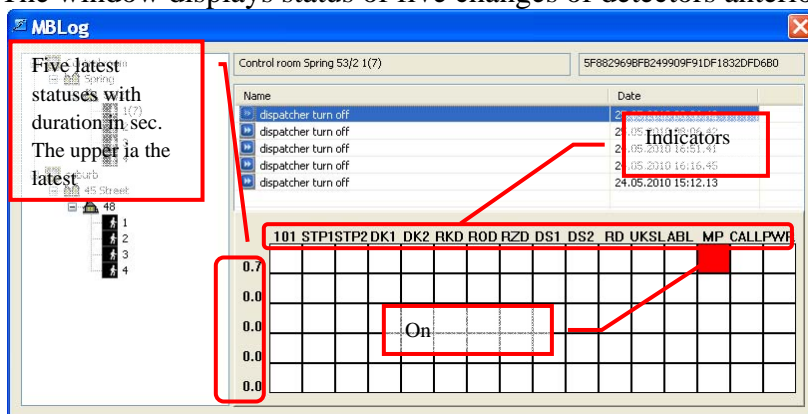 The window displays status of five changes of detectors anterio
MBLog
Five latest
statuses with
duration in sec.
The upper ia the
latest
Spring
1(7)
45 Street
48
1
2
3
4
Control room Spring 53/2 1(7)
5F882969BFB249909F91DF1832DFD6B0
Name Date
dispatcher turn off
dispatcher turn off
dispatcher turn off 24.05.2010 16:51.41
dispatcher turn off 24.05.2010 16:16.45
dispatcher turn off 24.05.2010 15:12.13
Indicators
101 STP1 STP2 DK1 DK2 RKD ROD RZD DS1 DS2 RD UKSL ABL MP CALL PWR
0.7
0.0
0.0
0.0
0.0
On